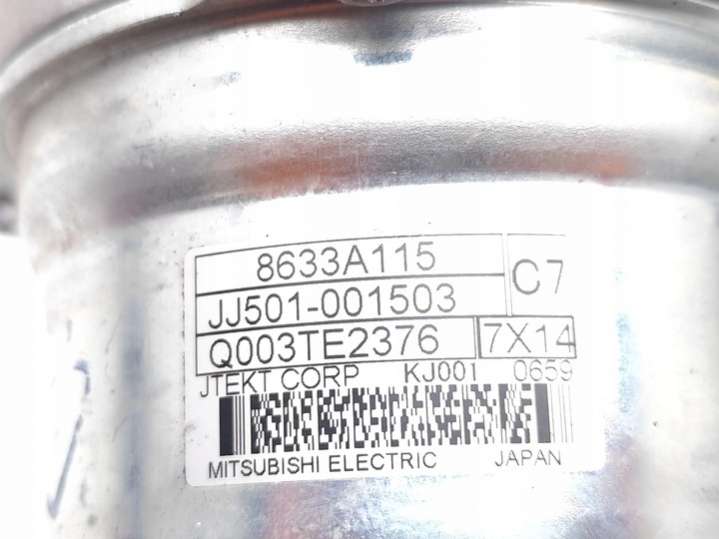 8633A115 C7
JJ501-001503
Q003TE2376 7X14
JTEKT CORP KJ001 0659
MITSUBISHI ELECTRIC JAPAN